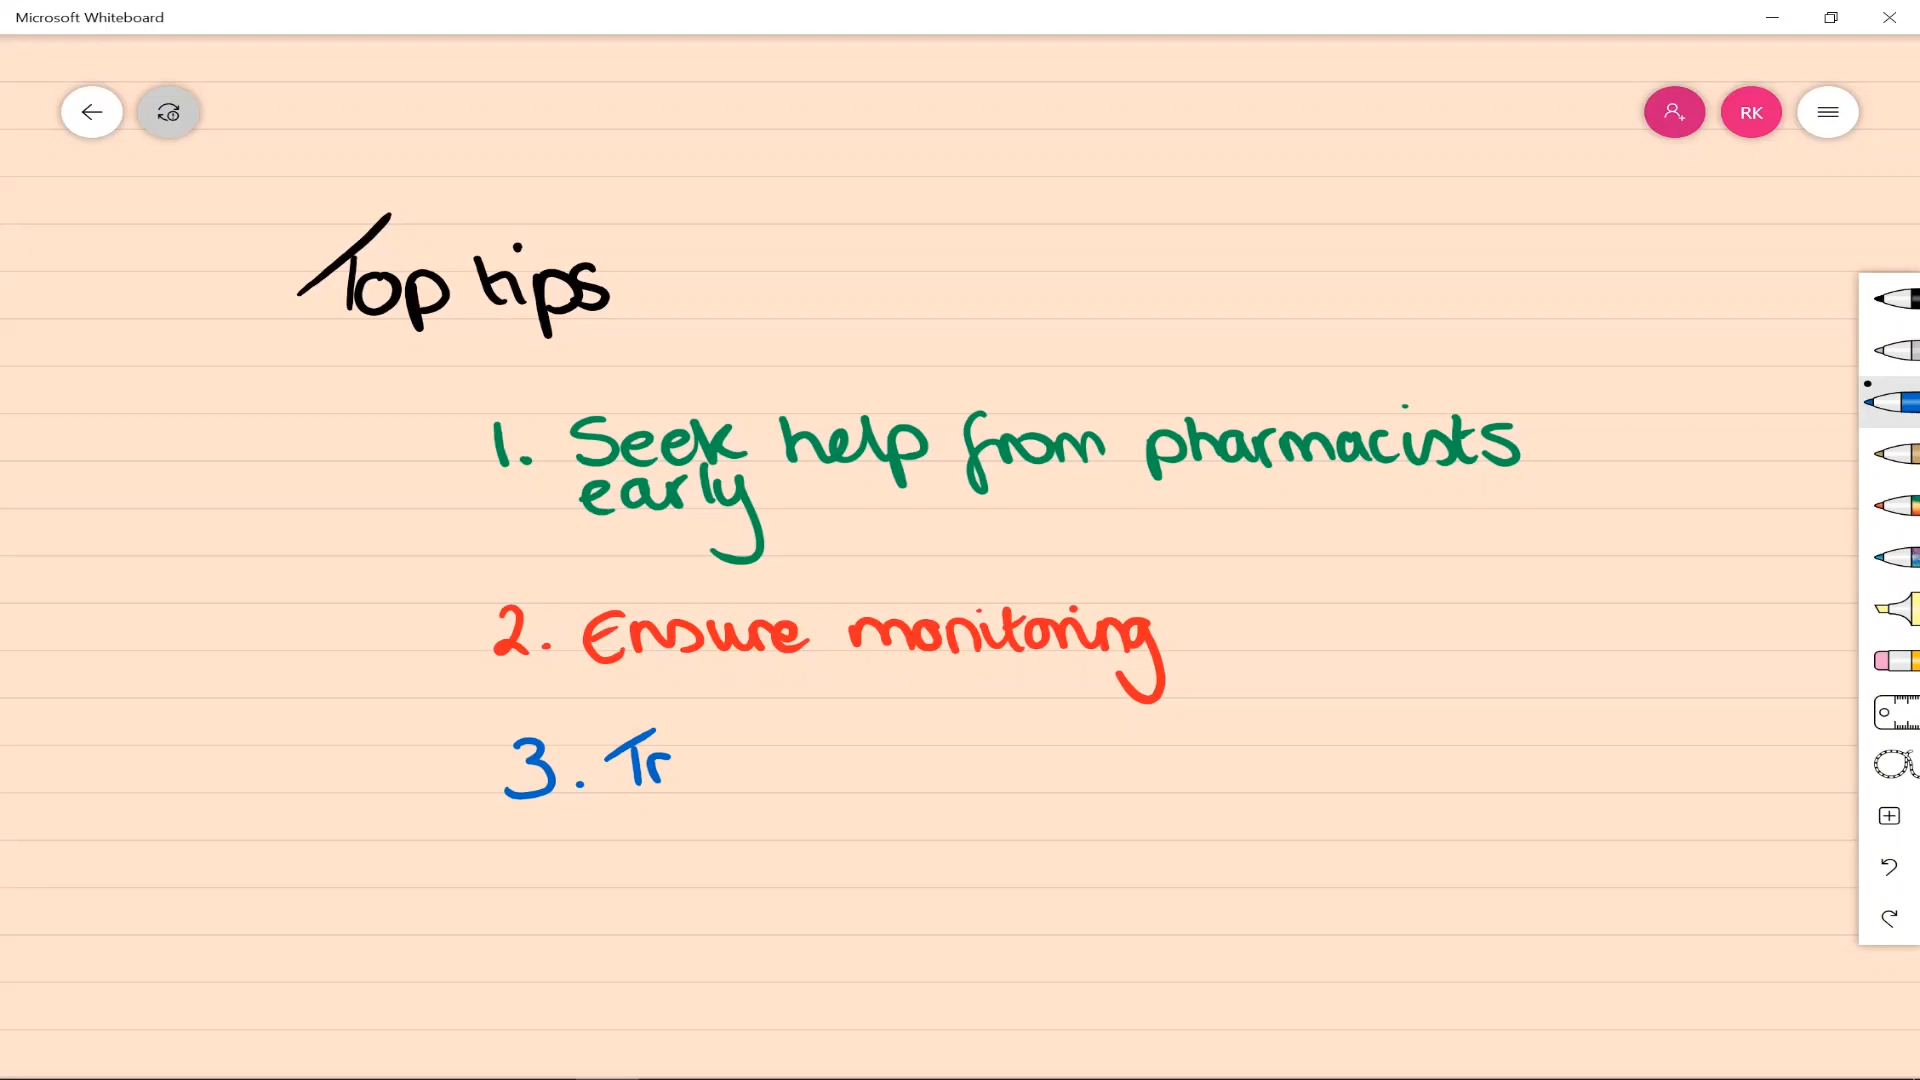 Microsoft Whiteboard
RK
Top tips
1. Seek help from pharmacists
early
2. Ensure monitoring
3. Tr